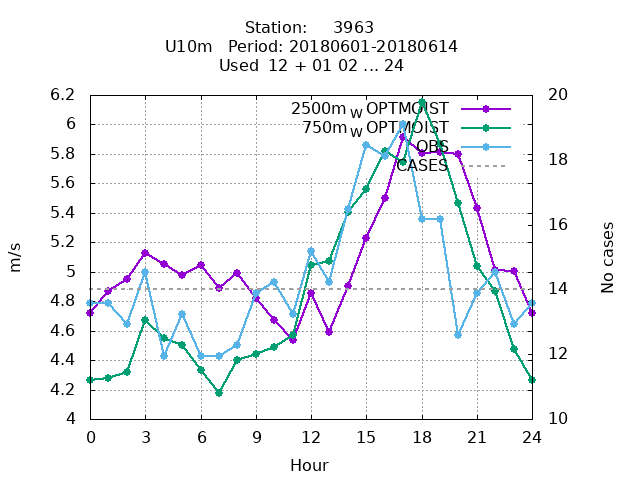 Station: 3963
U10m Period: 20180601-20180614
Used 12 + 01 02 ... 24
6.2
6
5.8
5.6
5.4
5.2
5
4.8
4.6
4.4
4.2
4
20
18
16
14
12
10
2500m w OPTMOIST
750m w OPTMOIST
OBS
CASES
m/s
No cases
0 3 6 9 12 15 18 21 24
Hour